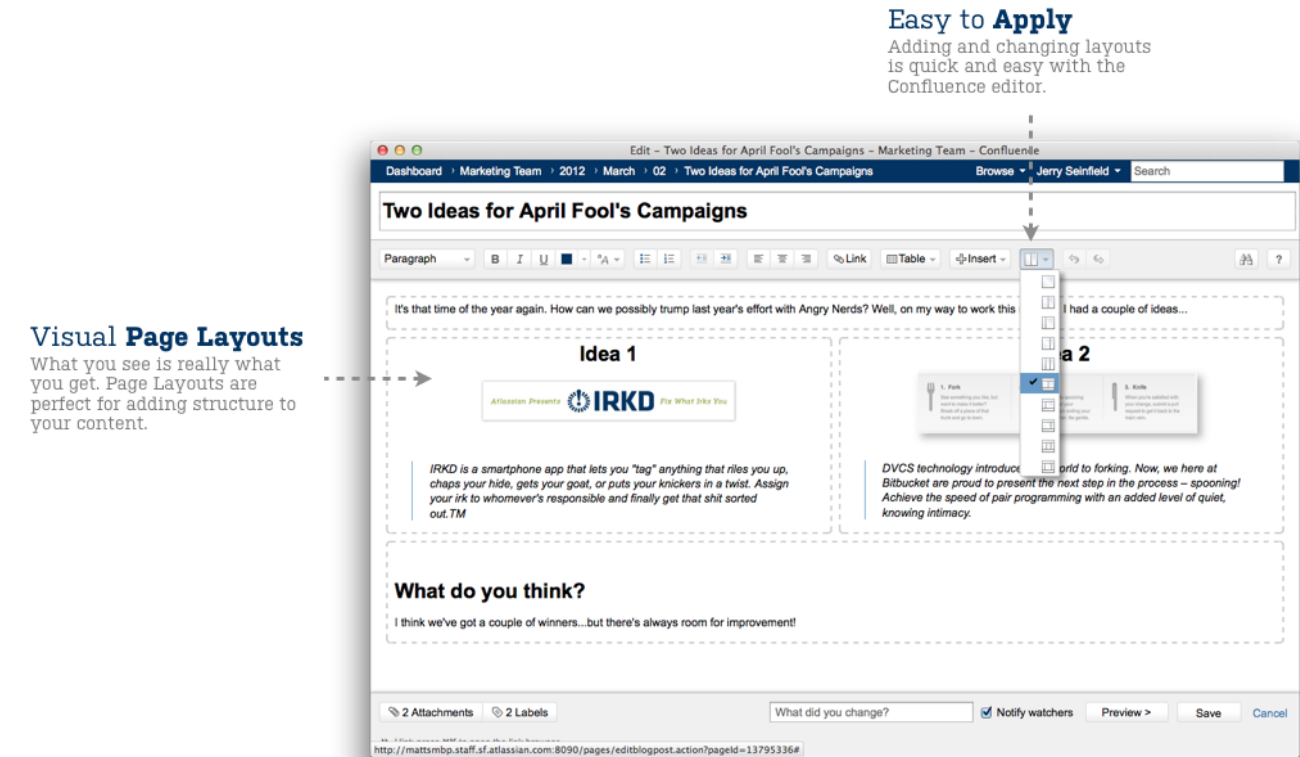 Easy to Apply
Adding and changing layouts
is quick and easy with the
Confluence editor.
Edit – Two Ideas for April Fool's Campaigns – Marketing Team – Confluence
Dashboard › Marketing Team › 2012 › March › 02 › Two Ideas for April Fool's Campaigns Browse Jerry Seinfield Search
Two Ideas for April Fool's Campaigns
Paragraph B I U A Link Table Insert ?
It's that time of the year again. How can we possibly trump last year's effort with Angry Nerds? Well, on my way to work this I had a couple of ideas...
Visual Page Layouts
What you see is really what
you get. Page Layouts are
perfect for adding structure to
your content.
Idea 1
Atlassian Presents IRKD Fix What Irks You
IRKD is a smartphone app that lets you "tag" anything that riles you up,
chaps your hide, gets your goat, or puts your knickers in a twist. Assign
your irk to whomever's responsible and finally get that shit sorted
out.TM
a 2
1. Fork
3. Knife
DVCS technology introduce orld to forking. Now, we here at
Bitbucket are proud to present the next step in the process – spooning!
Achieve the speed of pair programming with an added level of quiet,
knowing intimacy.
What do you think?
I think we've got a couple of winners...but there's always room for improvement!
2 Attachments 2 Labels What did you change? Notify watchers Preview > Save Cancel
http://mattsmbp.staff.sf.atlassian.com:8090/pages/editblogpost.action?pageId=13795336#